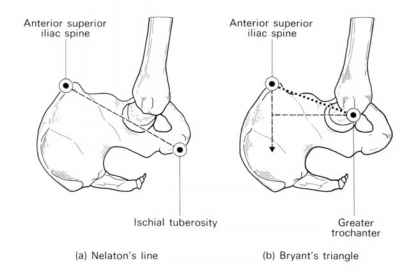 Anterior superior
iliac spine
Anterior superior
iliac spine
Ischial tuberosity
Greater
trochanter
(a) Nelaton's line
(b) Bryant's triangle